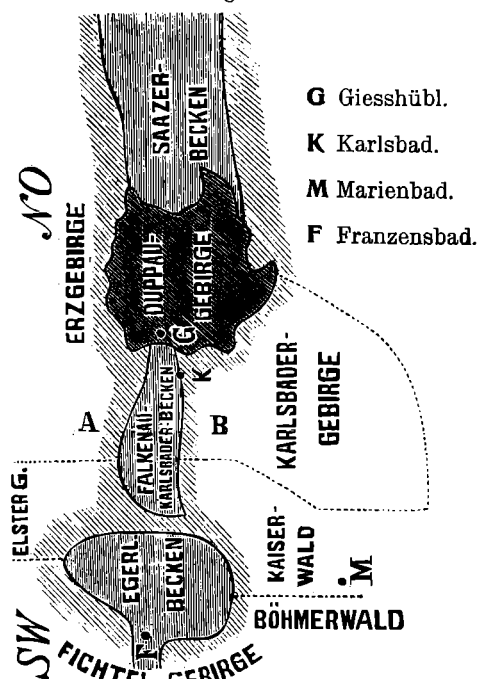 G Giesshübl.
K Karlsbad.
M Marienbad.
F Franzensbad.
NO
ERZGEBIRGE
SAAZER-
BECKEN
DUPPAU-
GEBIRGE
G
K
A
B
FALKENAU-
KARLSBADER-BECKEN
KARLSBADER-
GEBIRGE
ELSTER G.
EGERL
BECKEN
KAISER-
WALD
M
BÖHMERWALD
F
SW
FICHTEL-GEBIRGE